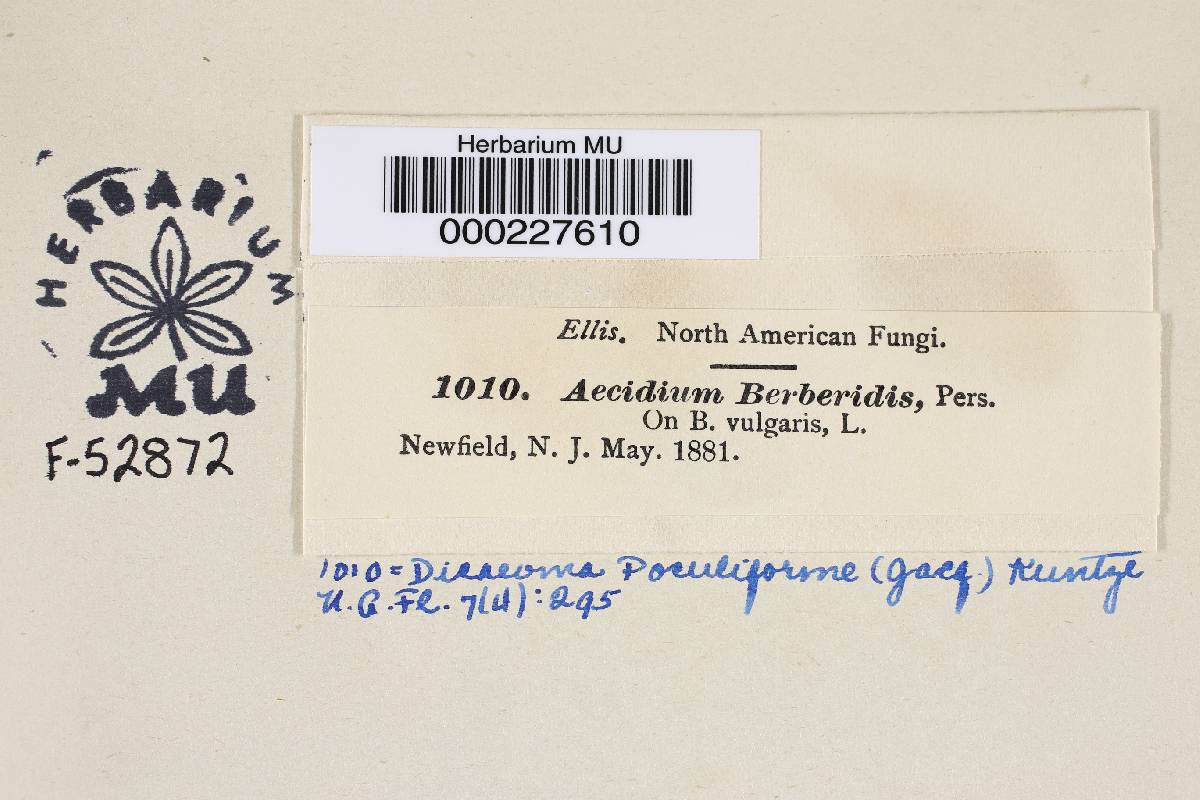 HERBARIUM
MU
F-52872
Herbarium MU
000227610
Ellis. North American Fungi.
1010. Aecidium Berberidis, Pers.
On B. vulgaris, L.
Newfield, N. J. May. 1881.
1010 = Dicaeoma Poculiforme (Jacq.) Kuntze
N. A. Fl. 7(4):295